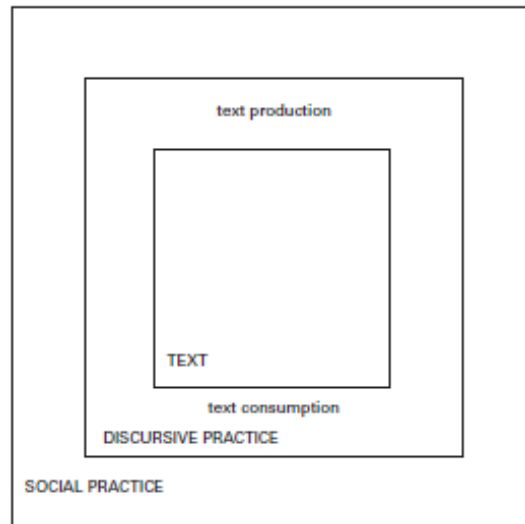 text production
TEXT
text consumption
DISCURSIVE PRACTICE
SOCIAL PRACTICE